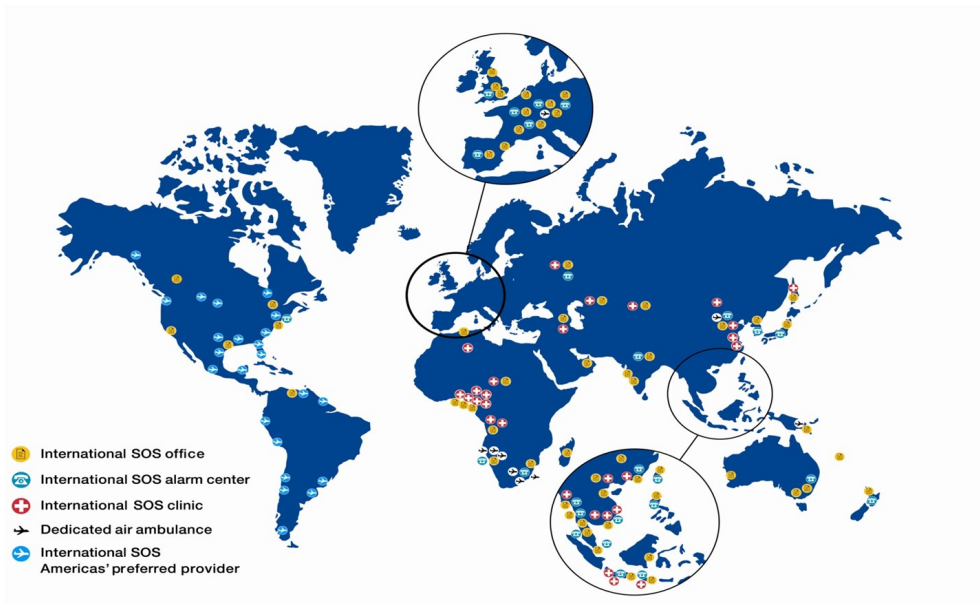 International SOS office
International SOS alarm center
International SOS clinic
Dedicated air ambulance
International SOS
Americas' preferred provider